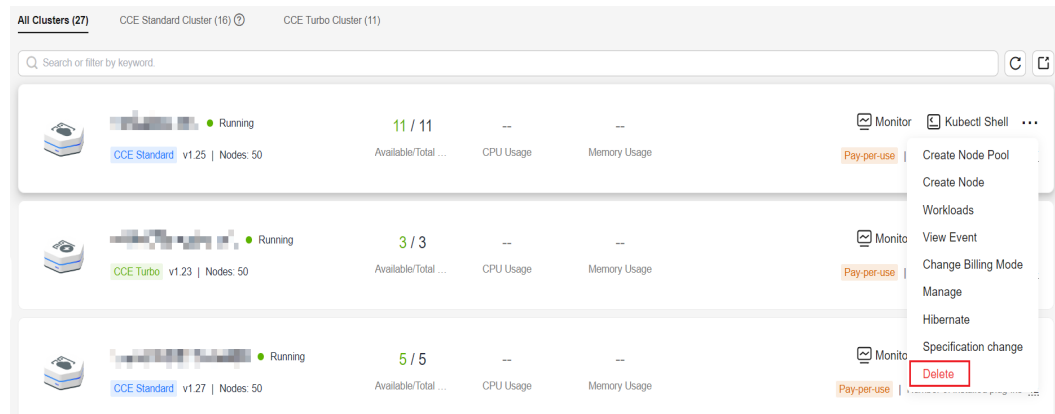 All Clusters (27) CCE Standard Cluster (16) ? CCE Turbo Cluster (11)
Search or filter by keyword.
Running 11 / 11 -- -- Monitor Kubectl Shell ...
CCE Standard v1.25 | Nodes: 50 Available/Total ... CPU Usage Memory Usage Pay-per-use |
Create Node Pool
Create Node
Workloads
View Event
Change Billing Mode
Manage
Hibernate
Specification change
Delete
Running 3 / 3 -- --
CCE Turbo v1.23 | Nodes: 50 Available/Total ... CPU Usage Memory Usage Pay-per-use |
Running 5 / 5 -- --
CCE Standard v1.27 | Nodes: 50 Available/Total ... CPU Usage Memory Usage Pay-per-use |